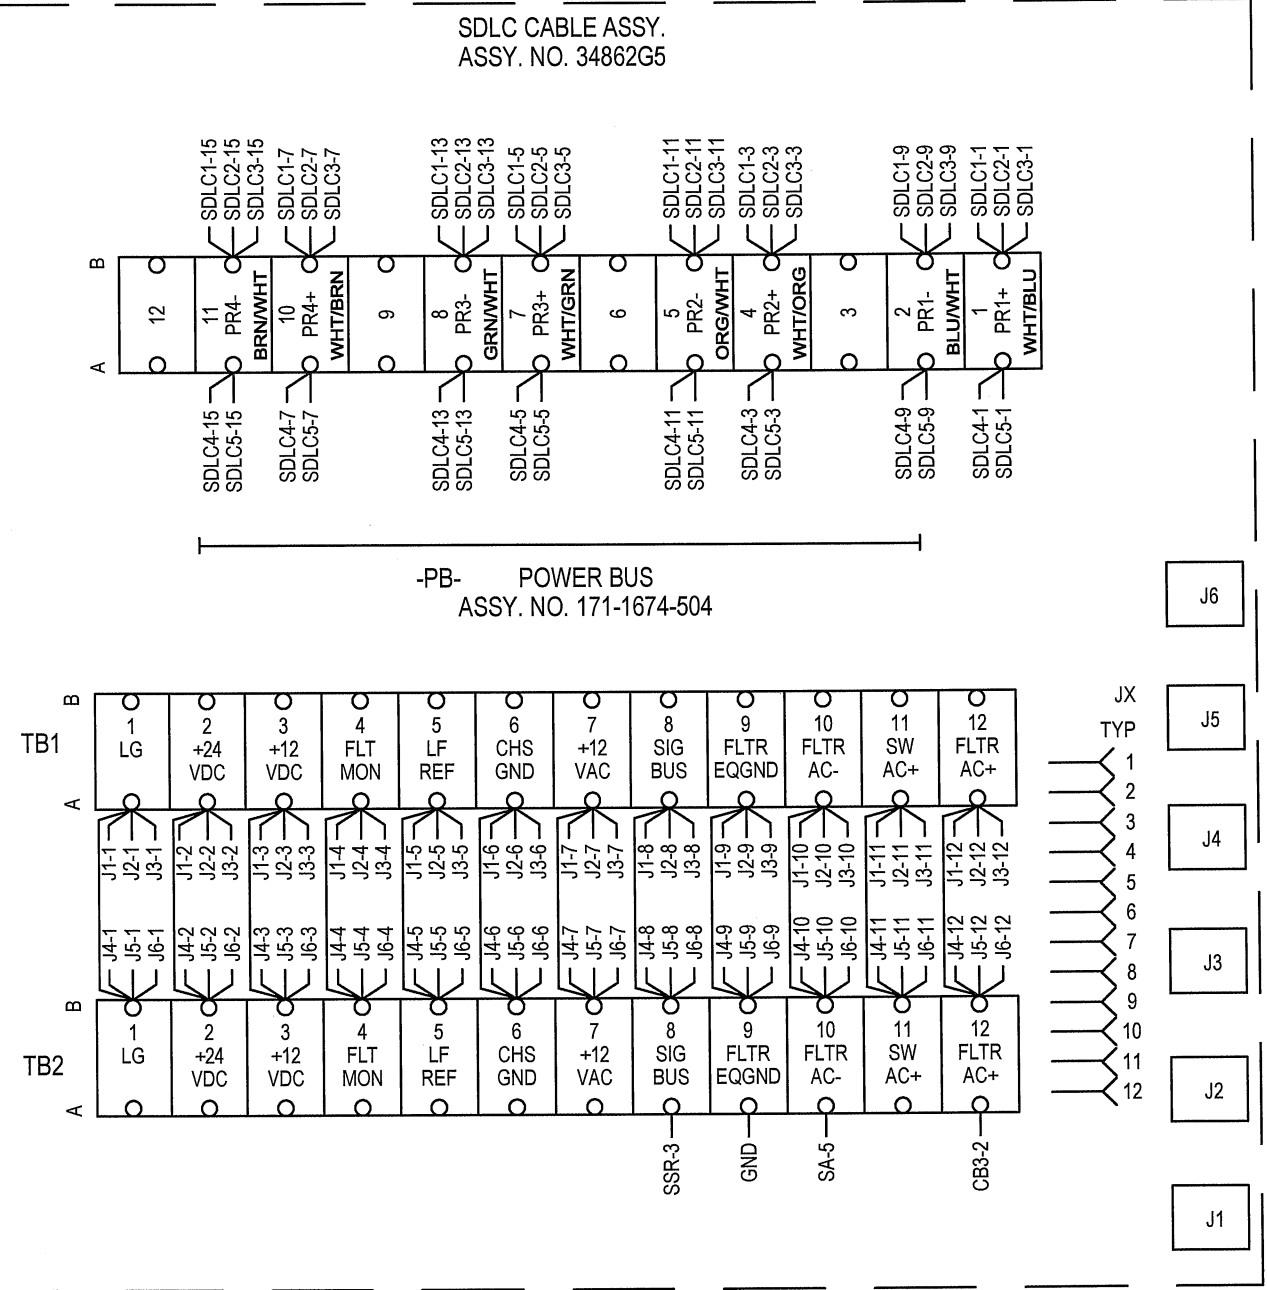 SDLC CABLE ASSY.
ASSY. NO. 34862G5
SDLC1-15
SDLC2-15
SDLC3-15
SDLC1-7
SDLC2-7
SDLC3-7
SDLC1-13
SDLC2-13
SDLC3-13
SDLC1-5
SDLC2-5
SDLC3-5
SDLC1-11
SDLC2-11
SDLC3-11
SDLC1-3
SDLC2-3
SDLC3-3
SDLC1-9
SDLC2-9
SDLC3-9
SDLC1-1
SDLC2-1
SDLC3-1
B
A
12
11
PR4-
BRN/WHT
10
PR4+
WHT/BRN
9
8
PR3-
GRN/WHT
7
PR3+
WHT/GRN
6
5
PR2-
ORG/WHT
4
PR2+
WHT/ORG
3
2
PR1-
BLU/WHT
1
PR1+
WHT/BLU
SDLC4-15
SDLC5-15
SDLC4-7
SDLC5-7
SDLC4-13
SDLC5-13
SDLC4-5
SDLC5-5
SDLC4-11
SDLC5-11
SDLC4-3
SDLC5-3
SDLC4-9
SDLC5-9
SDLC4-1
SDLC5-1
-PB- POWER BUS
ASSY. NO. 171-1674-504
TB1
B
A
1
LG
2
+24
VDC
3
+12
VDC
4
FLT
MON
5
LF
REF
6
CHS
GND
7
+12
VAC
8
SIG
BUS
9
FLTR
EQGND
10
FLTR
AC-
11
SW
AC+
12
FLTR
AC+
J1-1
J2-1
J3-1
J1-2
J2-2
J3-2
J1-3
J2-3
J3-3
J1-4
J2-4
J3-4
J1-5
J2-5
J3-5
J1-6
J2-6
J3-6
J1-7
J2-7
J3-7
J1-8
J2-8
J3-8
J1-9
J2-9
J3-9
J1-10
J2-10
J3-10
J1-11
J2-11
J3-11
J1-12
J2-12
J3-12
J4-1
J5-1
J6-1
J4-2
J5-2
J6-2
J4-3
J5-3
J6-3
J4-4
J5-4
J6-4
J4-5
J5-5
J6-5
J4-6
J5-6
J6-6
J4-7
J5-7
J6-7
J4-8
J5-8
J6-8
J4-9
J5-9
J6-9
J4-10
J5-10
J6-10
J4-11
J5-11
J6-11
J4-12
J5-12
J6-12
TB2
B
A
1
LG
2
+24
VDC
3
+12
VDC
4
FLT
MON
5
LF
REF
6
CHS
GND
7
+12
VAC
8
SIG
BUS
9
FLTR
EQGND
10
FLTR
AC-
11
SW
AC+
12
FLTR
AC+
SSR-3
GND
SA-5
CB3-2
JX
TYP
1
2
3
4
5
6
7
8
9
10
11
12
J6
J5
J4
J3
J2
J1